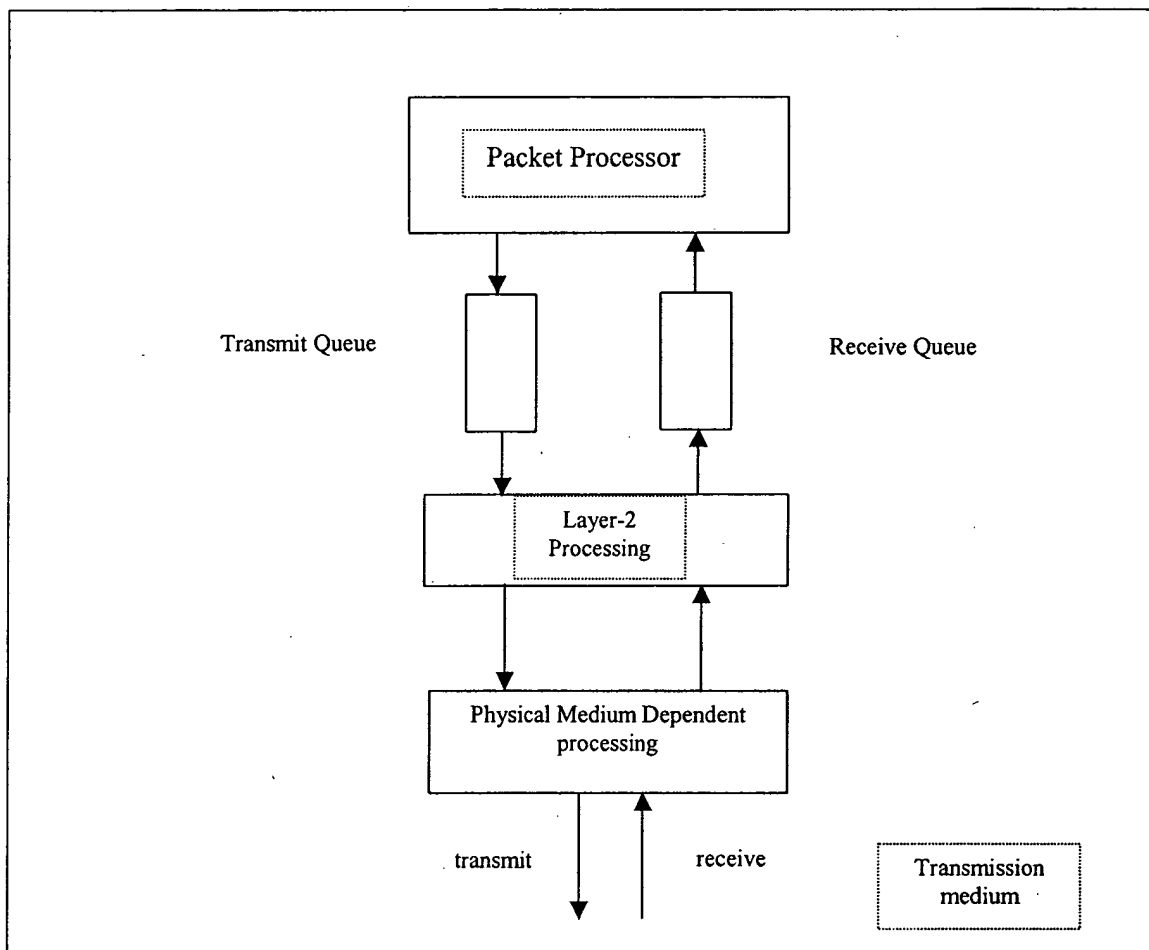 Packet Processor
Transmit Queue
Receive Queue
Layer-2
Processing
Physical Medium Dependent
processing
transmit
receive
Transmission
medium